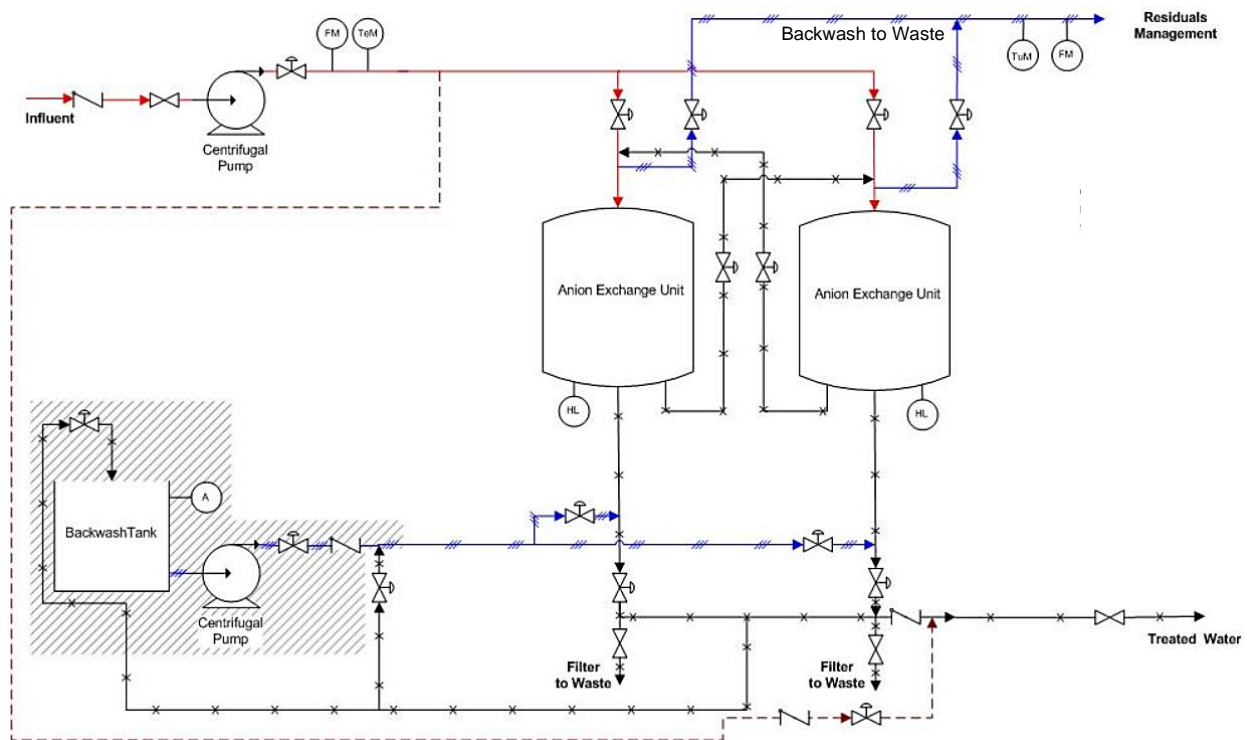 Residuals
Management
Backwash to Waste
FM
TeM
TuM
FM
Influent
Centrifugal
Pump
Anion Exchange Unit
Anion Exchange Unit
HL
HL
A
BackwashTank
Centrifugal
Pump
Treated Water
Filter
to Waste
Filter
to Waste